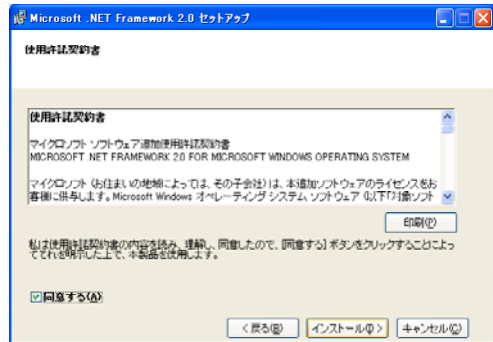 Microsoft .NET Framework 2.0 セットアップ
使用許諾契約書
使用許諾契約書
マイクロソフト ソフトウェア追加使用許諾契約書
MICROSOFT .NET FRAMEWORK 2.0 FOR MICROSOFT WINDOWS OPERATING SYSTEM
マイクロソフト (お住まいの地域によっては、その子会社) は、本追加ソフトウェアのライセンスをお
客様に供与します。Microsoft Windows オペレーティング システム ソフトウェア (以下「対象ソフト
印刷(P)
私は使用許諾契約書の内容を読み、理解し、同意したので、[同意する] ボタンをクリックすることによっ
てこれを明示した上で、本製品を使用します。
同意する(A)
< 戻る(B)
インストール(I) >
キャンセル(C)